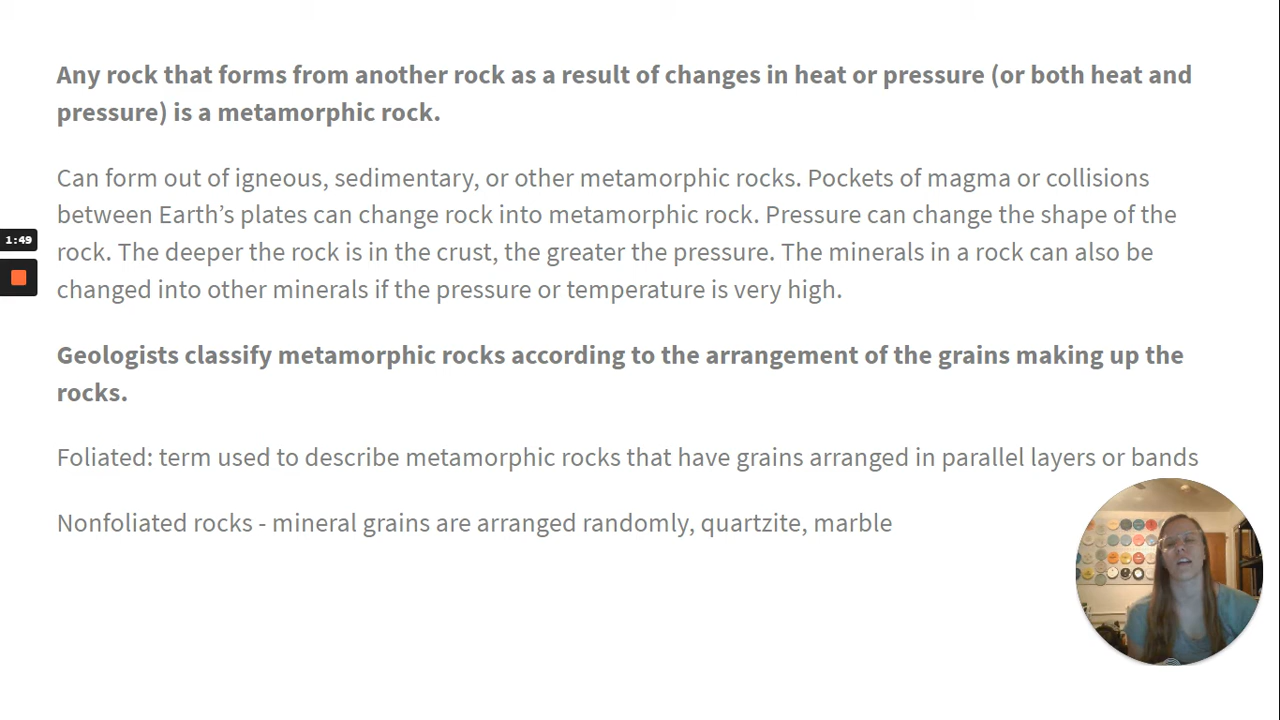 Any rock that forms from another rock as a result of changes in heat or pressure (or both heat and
pressure) is a metamorphic rock.
Can form out of igneous, sedimentary, or other metamorphic rocks. Pockets of magma or collisions
between Earth’s plates can change rock into metamorphic rock. Pressure can change the shape of the
rock. The deeper the rock is in the crust, the greater the pressure. The minerals in a rock can also be
changed into other minerals if the pressure or temperature is very high.
1:49
Geologists classify metamorphic rocks according to the arrangement of the grains making up the
rocks.
Foliated: term used to describe metamorphic rocks that have grains arranged in parallel layers or bands
Nonfoliated rocks - mineral grains are arranged randomly, quartzite, marble